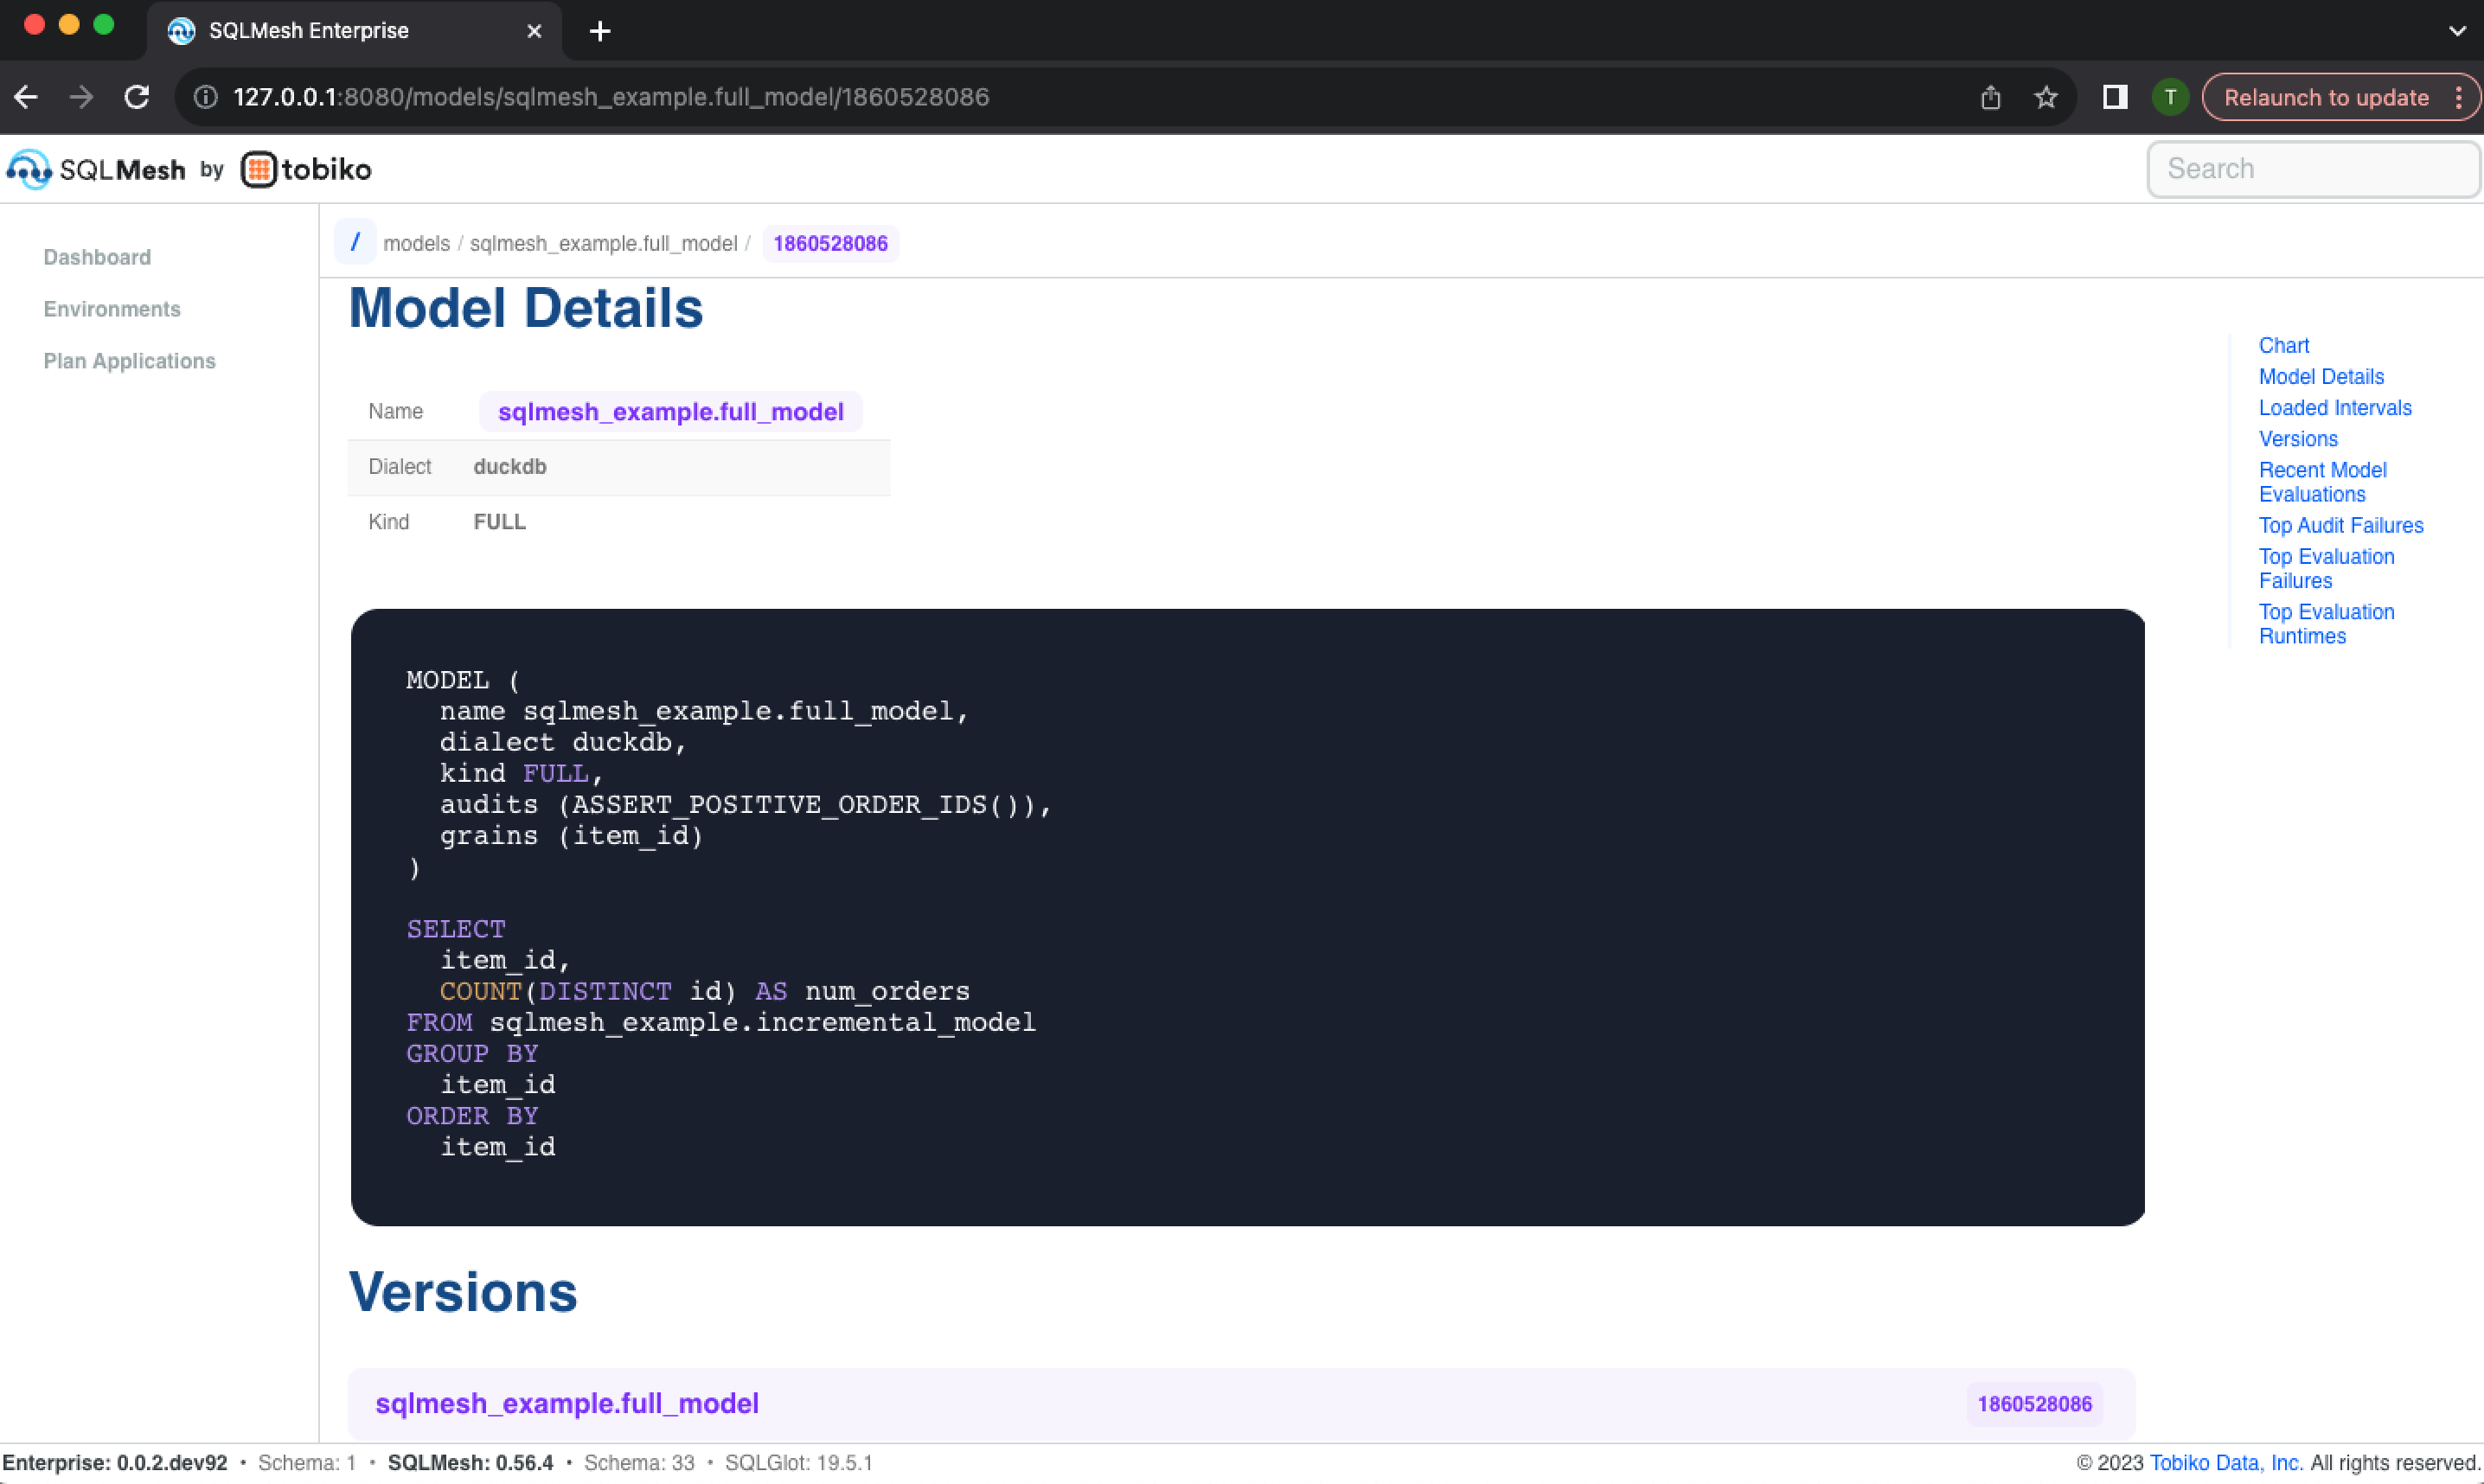 SQLMesh Enterprise
127.0.0.1:8080/models/sqlmesh_example.full_model/1860528086
T
Relaunch to update
SQLMesh by tobiko
Search
Dashboard
Environments
Plan Applications
/ models / sqlmesh_example.full_model / 1860528086
Model Details
Name sqlmesh_example.full_model
Dialect duckdb
Kind FULL
MODEL (
  name sqlmesh_example.full_model,
  dialect duckdb,
  kind FULL,
  audits (ASSERT_POSITIVE_ORDER_IDS()),
  grains (item_id)
)
SELECT
  item_id,
  COUNT(DISTINCT id) AS num_orders
FROM sqlmesh_example.incremental_model
GROUP BY
  item_id
ORDER BY
  item_id
Versions
sqlmesh_example.full_model 1860528086
Chart
Model Details
Loaded Intervals
Versions
Recent Model
Evaluations
Top Audit Failures
Top Evaluation
Failures
Top Evaluation
Runtimes
Enterprise: 0.0.2.dev92 • Schema: 1 • SQLMesh: 0.56.4 • Schema: 33 • SQLGlot: 19.5.1
© 2023 Tobiko Data, Inc. All rights reserved.